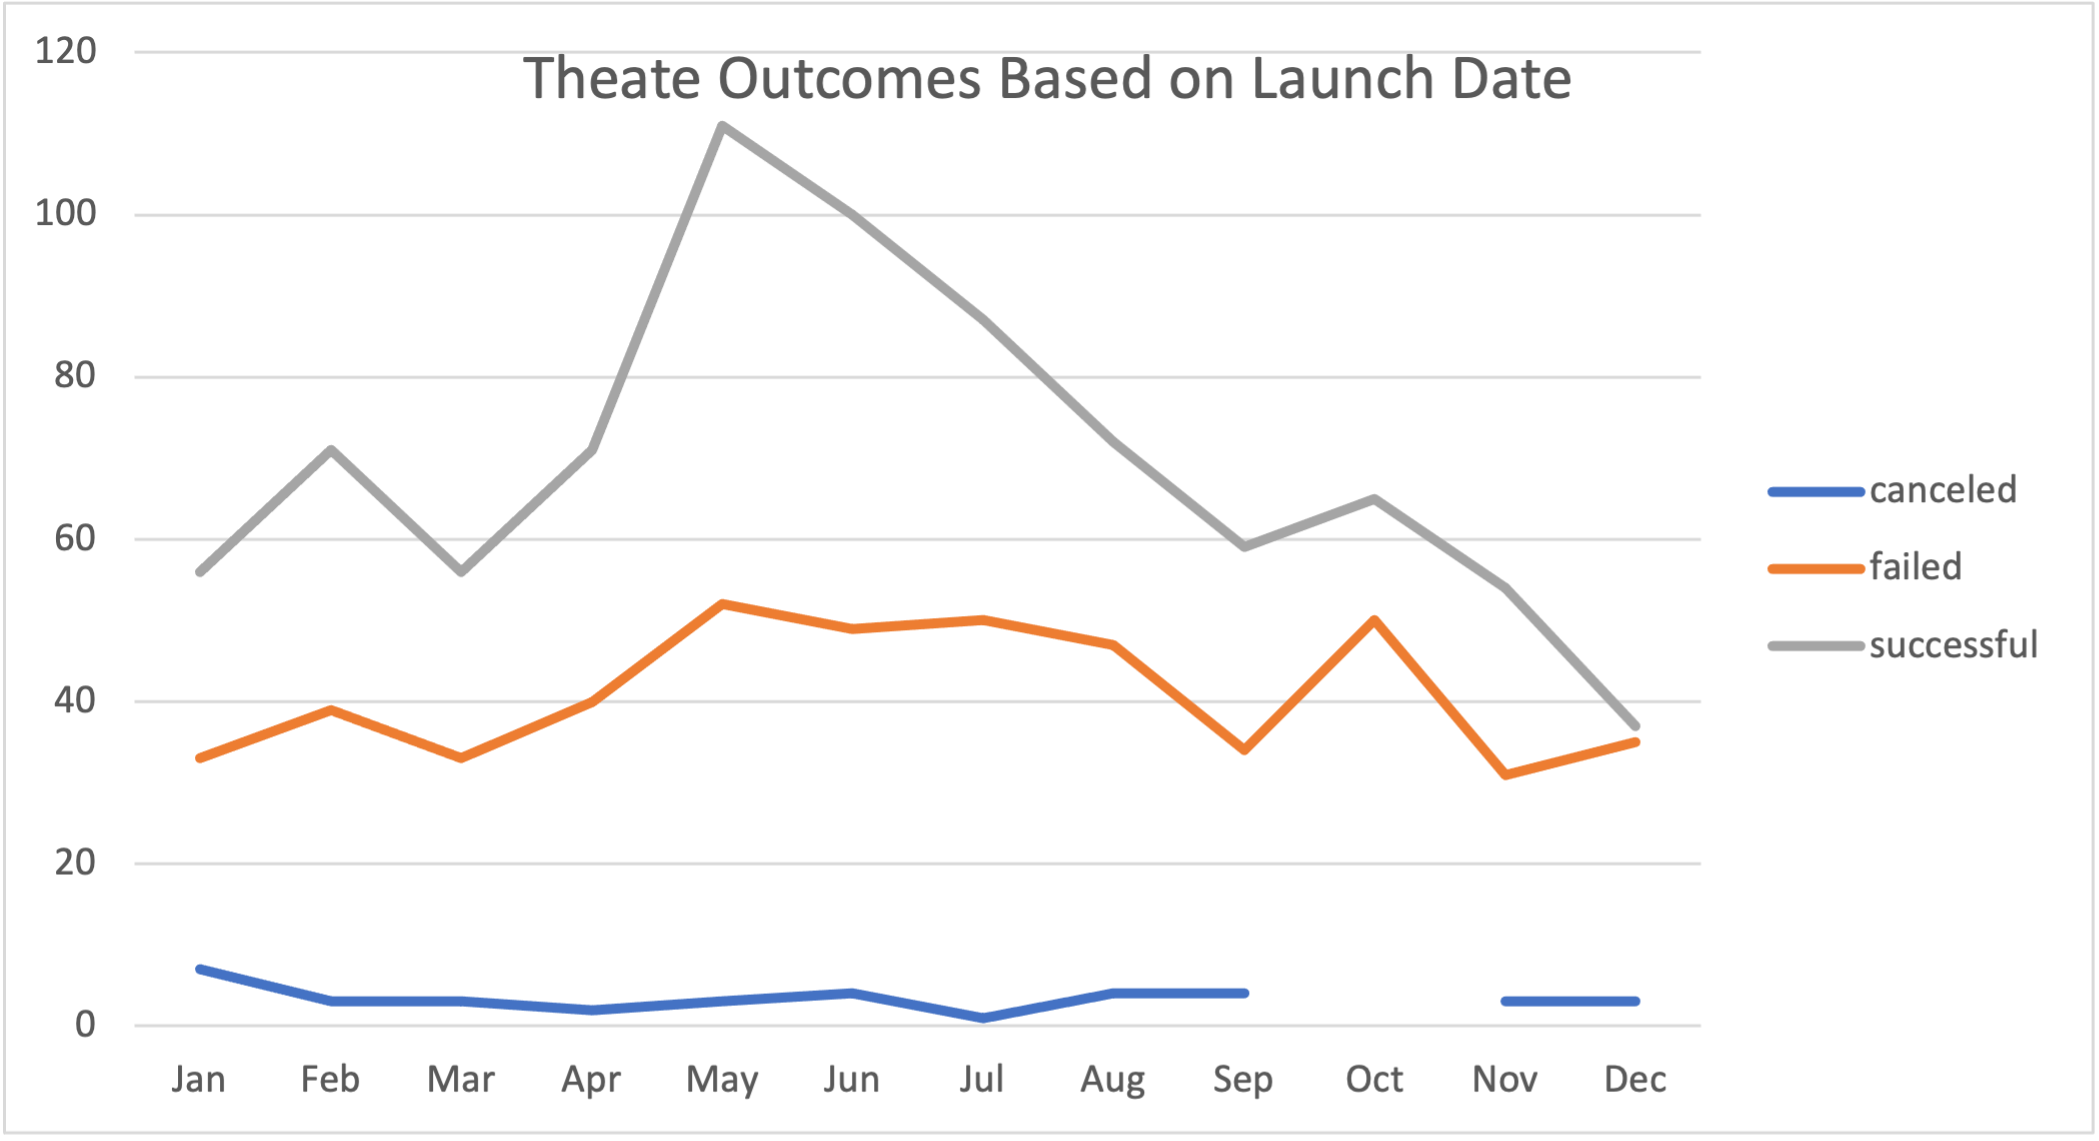 Theate Outcomes Based on Launch Date
120
100
80
60
40
20
0
Jan Feb Mar Apr May Jun Jul Aug Sep Oct Nov Dec
canceled
failed
successful